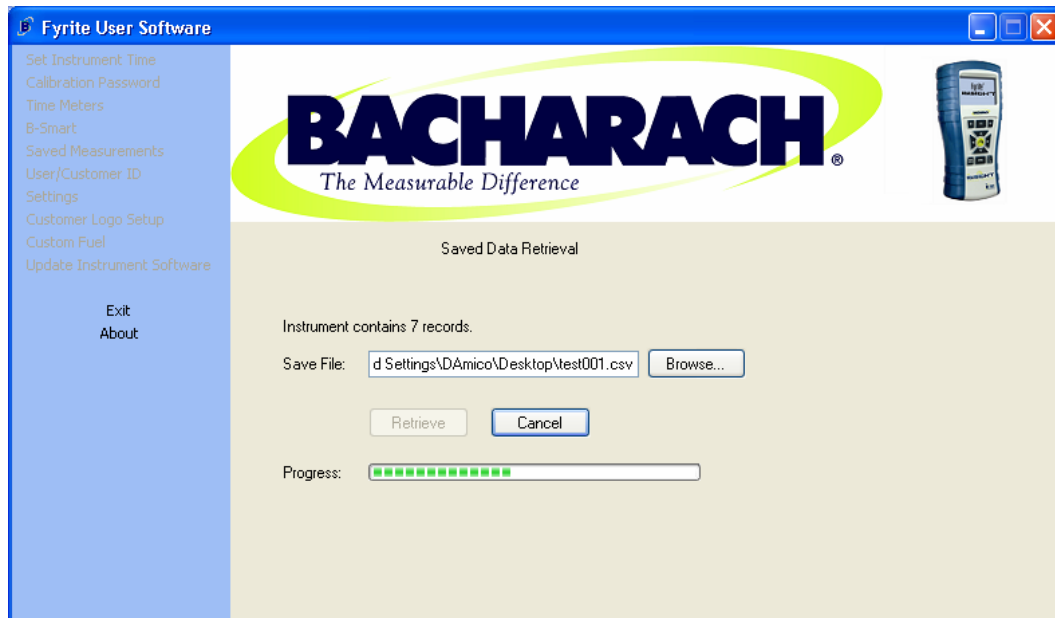 Fyrite User Software
Set Instrument Time
Calibration Password
Time Meters
B-Smart
Saved Measurements
User/Customer ID
Settings
Customer Logo Setup
Custom Fuel
Update Instrument Software
Exit
About
BACHARACH®
The Measurable Difference
Saved Data Retrieval
Instrument contains 7 records.
Save File: d Settings\DAmico\Desktop\test001.csv Browse...
Retrieve Cancel
Progress: